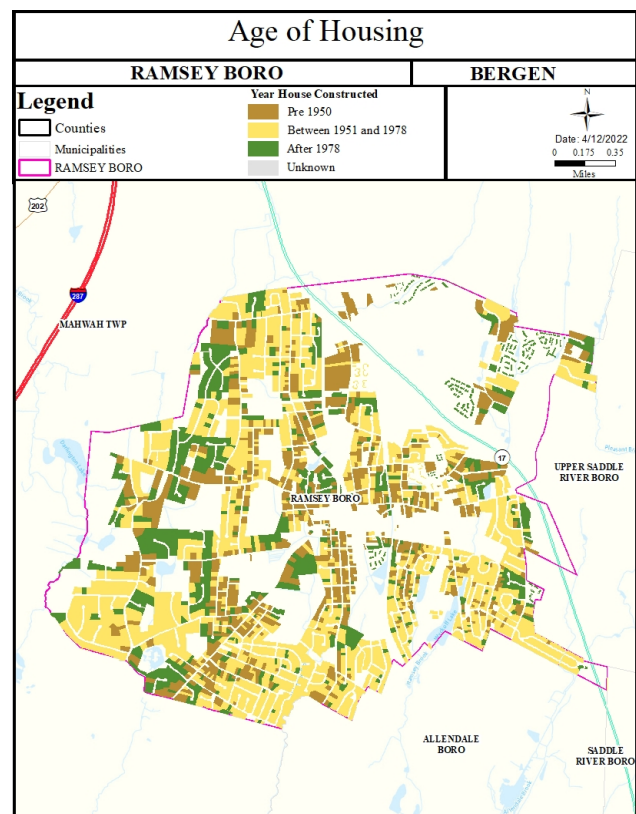 Age of Housing
RAMSEY BORO
BERGEN
Legend
Counties
Municipalities
RAMSEY BORO
Year House Constructed
Pre 1950
Between 1951 and 1978
After 1978
Unknown
N
Date: 4/12/2022
0 0.175 0.35
Miles
202
287
MAHWAH TWP
17
UPPER SADDLE
RIVER BORO
RAMSEY BORO
ALLENDALE
BORO
SADDLE
RIVER BORO